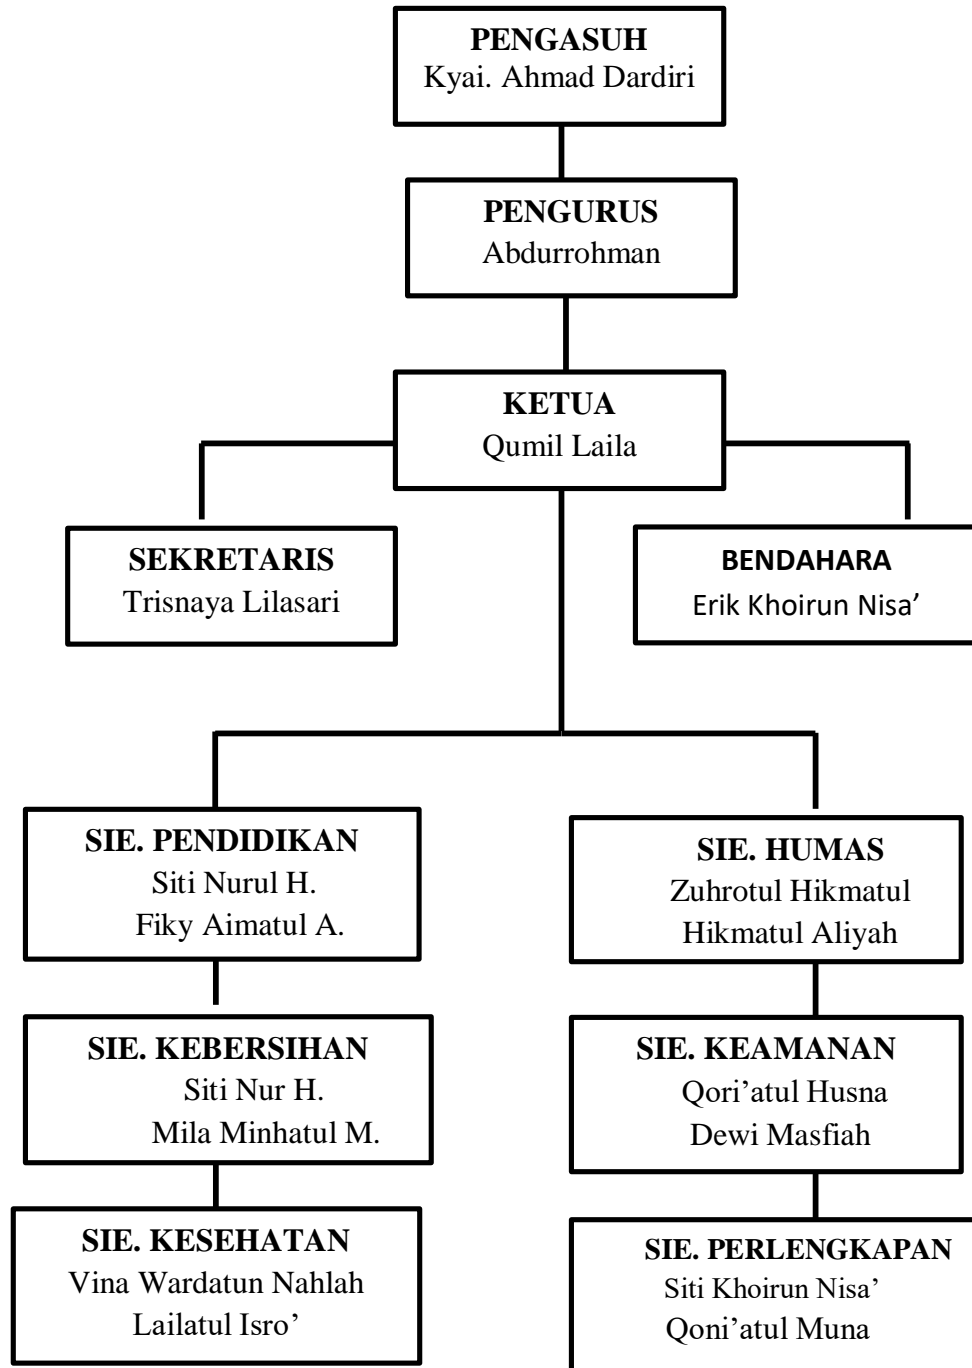 PENGASUH
Kyai. Ahmad Dardiri
PENGURUS
Abdurrohman
KETUA
Qumil Laila
SEKRETARIS
Trisnaya Lilasari
BENDAHARA
Erik Khoirun Nisa’
SIE. PENDIDIKAN
Siti Nurul H.
Fiky Aimatul A.
SIE. HUMAS
Zuhrotul Hikmatul
Hikmatul Aliyah
SIE. KEBERSIHAN
Siti Nur H.
Mila Minhatul M.
SIE. KEAMANAN
Qori’atul Husna
Dewi Masfiah
SIE. KESEHATAN
Vina Wardatun Nahlah
Lailatul Isro’
SIE. PERLENGKAPAN
Siti Khoirun Nisa’
Qoni’atul Muna